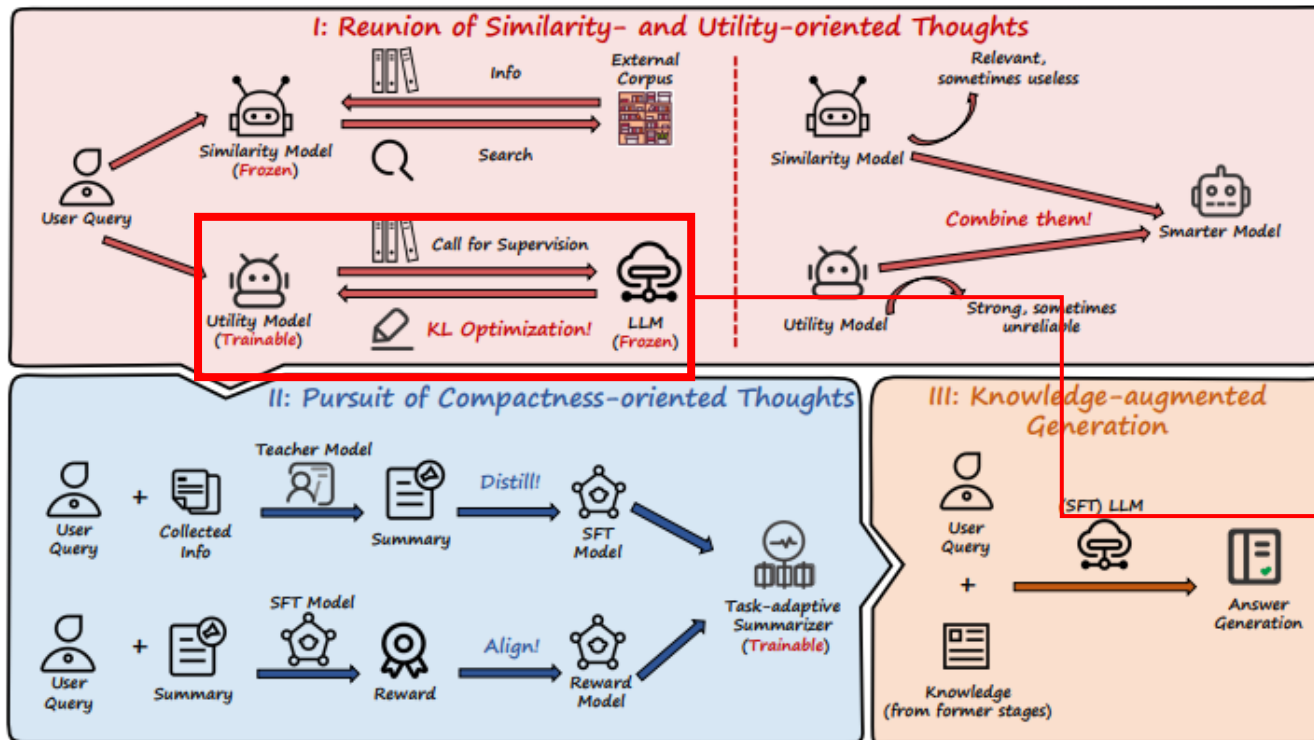 I: Reunion of Similarity- and Utility-oriented Thoughts
Info
External
Corpus
Similarity Model
(Frozen)
Search
User Query
Call for Supervision
Utility Model
(Trainable)
KL Optimization!
LLM
(Frozen)
Relevant,
sometimes useless
Similarity Model
Combine them!
Smarter Model
Utility Model
Strong, sometimes
unreliable
II: Pursuit of Compactness-oriented Thoughts
Teacher Model
+
Distill!
User
Query
Collected
Info
Summary
SFT
Model
SFT Model
+
Align!
User
Query
Summary
Reward
Reward
Model
Task-adaptive
Summarizer
(Trainable)
III: Knowledge-augmented
Generation
User
Query
(SFT) LLM
+
Answer
Generation
Knowledge
(from former stages)